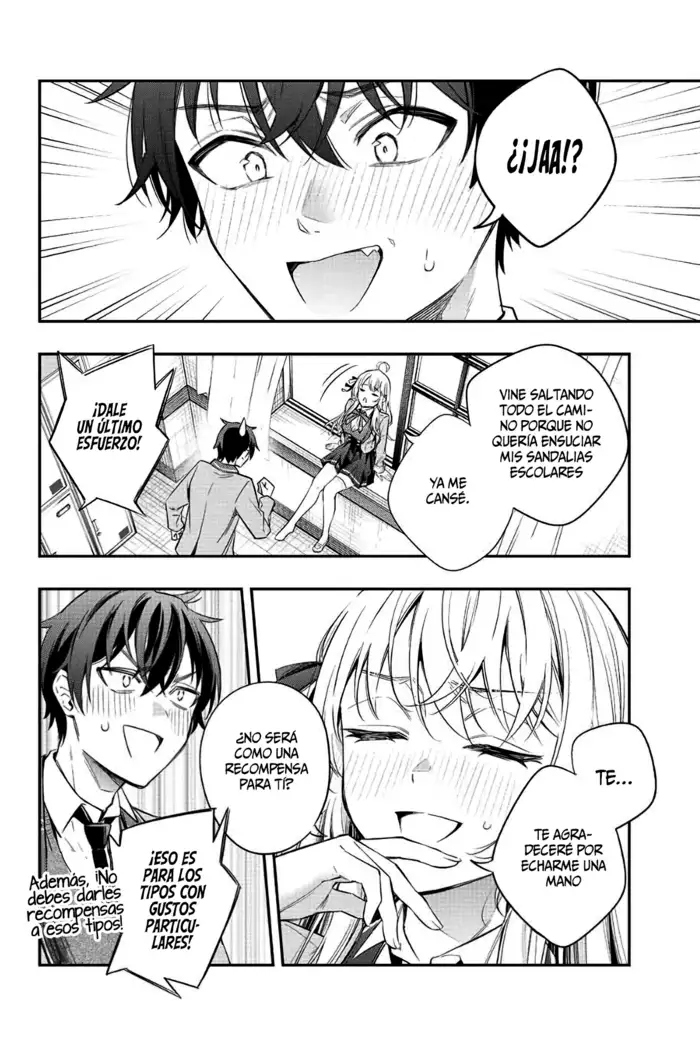 ¿¡JAA!?
VINE SALTANDO
TODO EL CAMI-
NO PORQUE NO
QUERÍA ENSUCIAR
MIS SANDALIAS
ESCOLARES
YA ME
CANSÉ.
¡DALE
UN ÚLTIMO
ESFUERZO!
TE...
TE AGRA-
DECERÉ POR
ECHARME UNA
MANO
¿NO SERÁ
COMO UNA
RECOMPENSA
PARA TÍ?
¡ESO ES
PARA LOS
TIPOS CON
GUSTOS
PARTICU-
LARES!
Además, ¡No
debes darles
recompensas
a esos tipos!